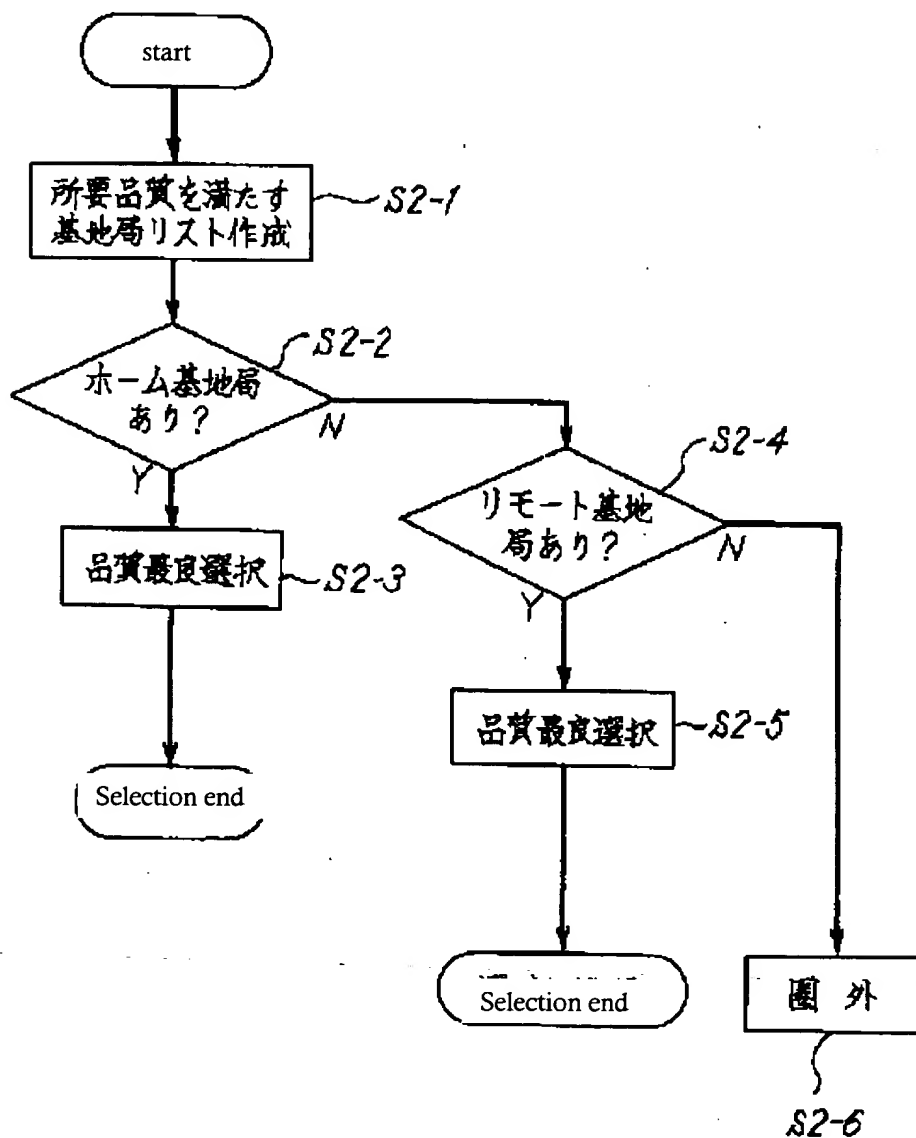 start
所要品質を満たす
基地局リスト作成
S2-1
ホーム基地局
あり?
S2-2
N
Y
品質最良選択
S2-3
Selection end
リモート基地
局あり?
S2-4
N
Y
品質最良選択
S2-5
Selection end
圏外
S2-6